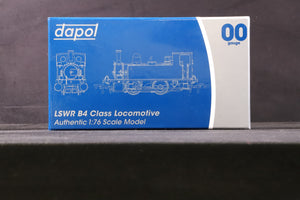 dapol
00
gauge
LSWR B4 Class Locomotive
Authentic 1:76 Scale Model